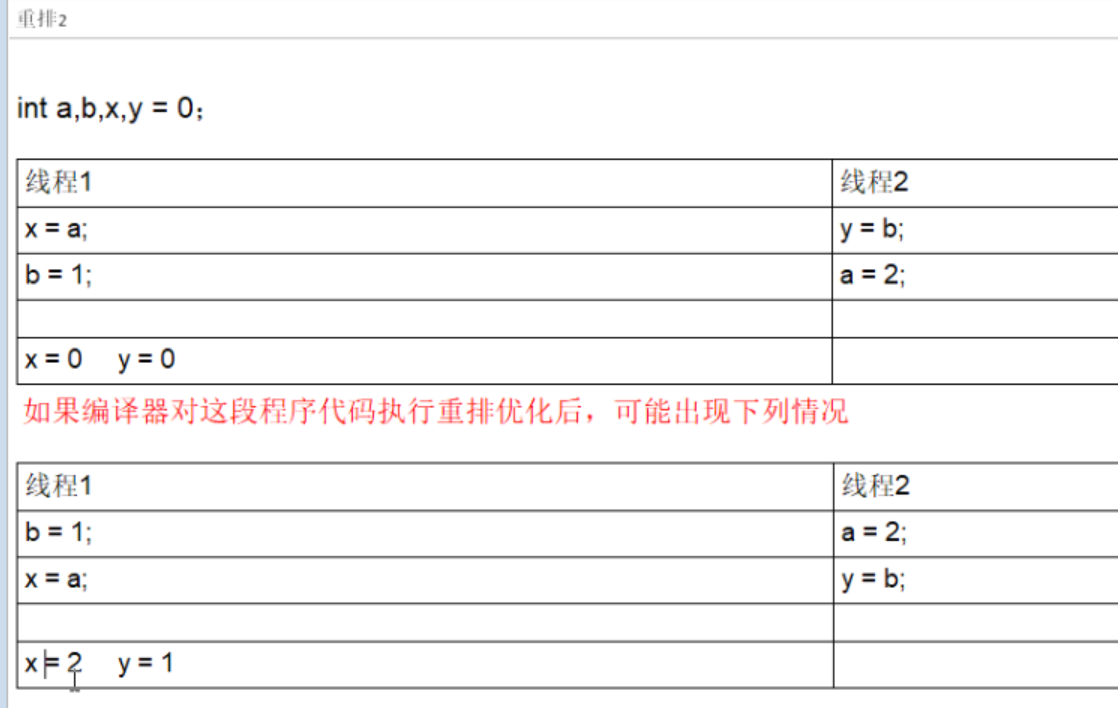 重排2
int a,b,x,y = 0；
线程1 线程2
x = a; y = b;
b = 1; a = 2;
x = 0 y = 0
如果编译器对这段程序代码执行重排优化后，可能出现下列情况
线程1 线程2
b = 1; a = 2;
x = a; y = b;
x = 2 y = 1